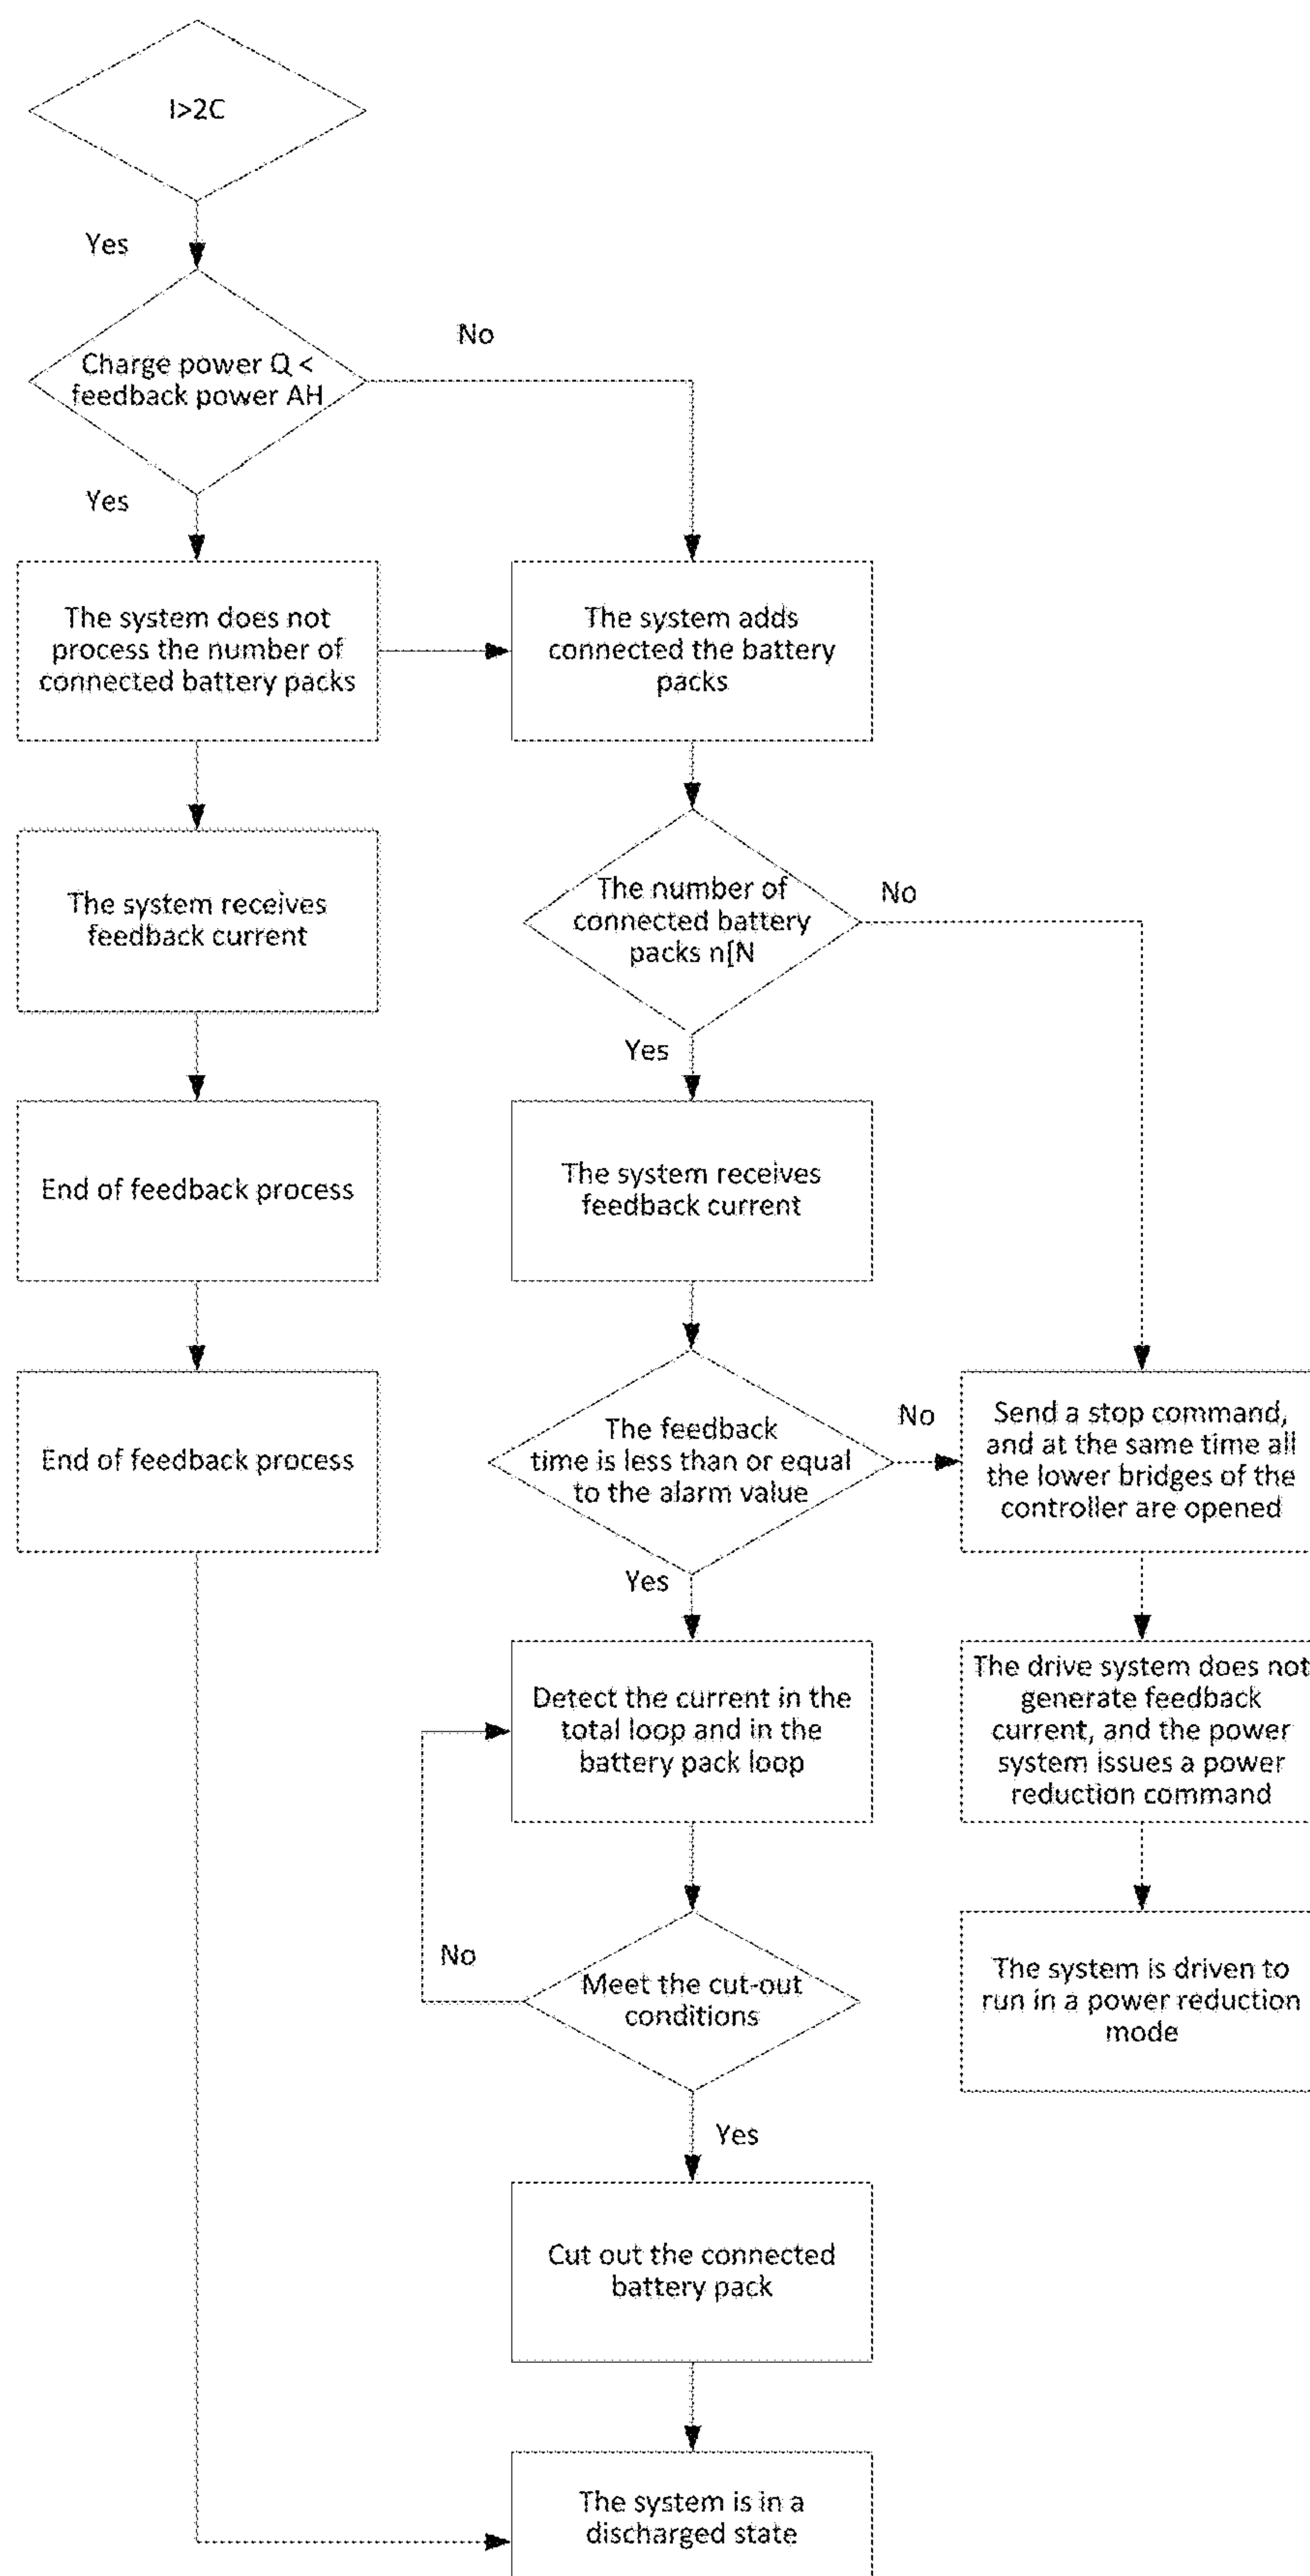 I>2C
Yes
Charge power Q <
feedback power AH
No
Yes
The system does not
process the number of
connected battery packs
The system adds
connected the battery
packs
The system receives
feedback current
The number of
connected battery
packs n[N
No
Yes
End of feedback process
The system receives
feedback current
End of feedback process
The feedback
time is less than or equal
to the alarm value
No
Send a stop command,
and at the same time all
the lower bridges of the
controller are opened
Yes
Detect the current in the
total loop and in the
battery pack loop
The drive system does not
generate feedback
current, and the power
system issues a power
reduction command
No
Meet the cut-out
conditions
The system is driven to
run in a power reduction
mode
Yes
Cut out the connected
battery pack
The system is in a
discharged state